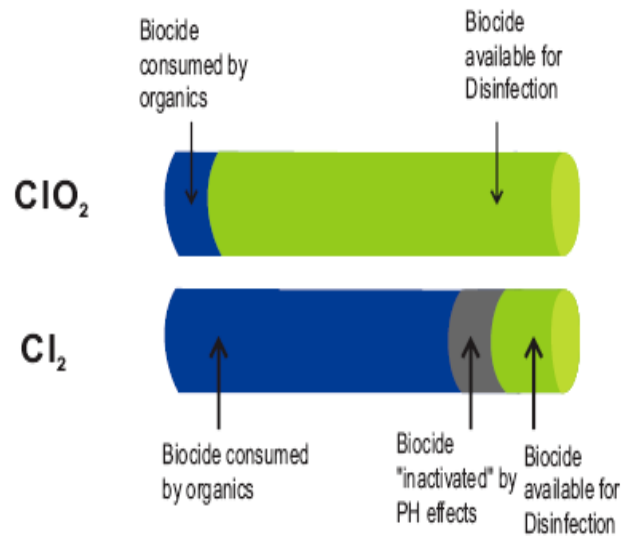 Biocide
consumed by
organics
Biocide
available for
Disinfection
ClO₂
Cl₂
Biocide consumed
by organics
Biocide
"inactivated" by
PH effects
Biocide
available for
Disinfection